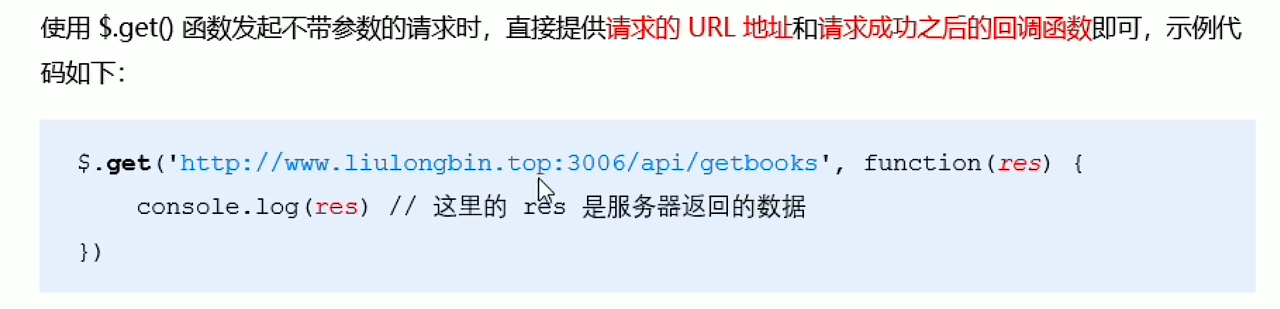 使用 $.get() 函数发起不带参数的请求时，直接提供请求的 URL 地址和请求成功之后的回调函数即可，示例代
码如下：
$.get('http://www.liulongbin.top:3006/api/getbooks', function(res) {
    console.log(res) // 这里的 res 是服务器返回的数据
})